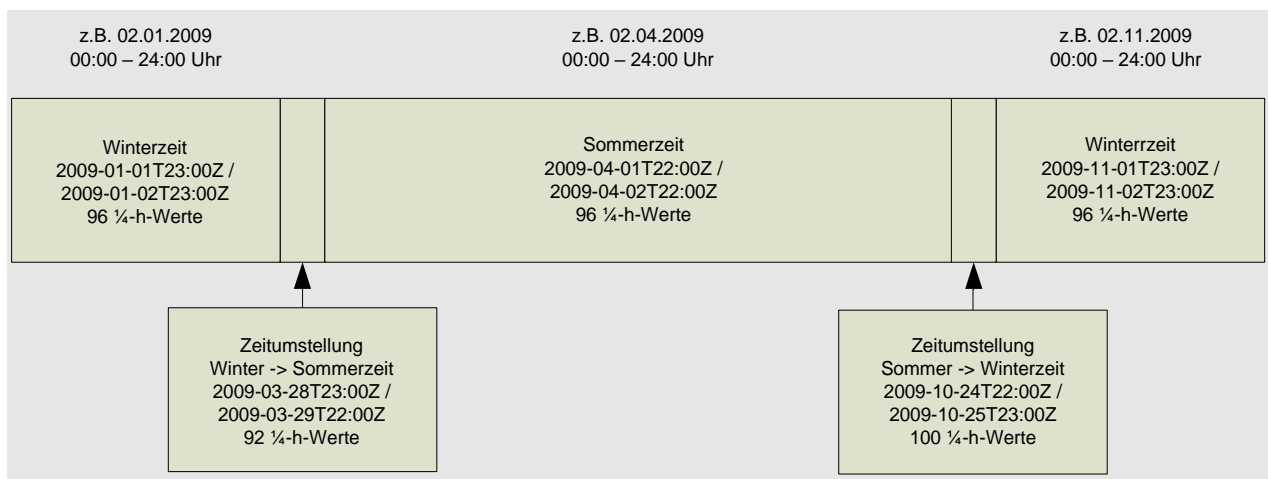 z.B. 02.01.2009
00:00 – 24:00 Uhr
z.B. 02.04.2009
00:00 – 24:00 Uhr
z.B. 02.11.2009
00:00 – 24:00 Uhr
Winterzeit
2009-01-01T23:00Z /
2009-01-02T23:00Z
96 ¼-h-Werte
Sommerzeit
2009-04-01T22:00Z /
2009-04-02T22:00Z
96 ¼-h-Werte
Winterrzeit
2009-11-01T23:00Z /
2009-11-02T23:00Z
96 ¼-h-Werte
Zeitumstellung
Winter -> Sommerzeit
2009-03-28T23:00Z /
2009-03-29T22:00Z
92 ¼-h-Werte
Zeitumstellung
Sommer -> Winterzeit
2009-10-24T22:00Z /
2009-10-25T23:00Z
100 ¼-h-Werte